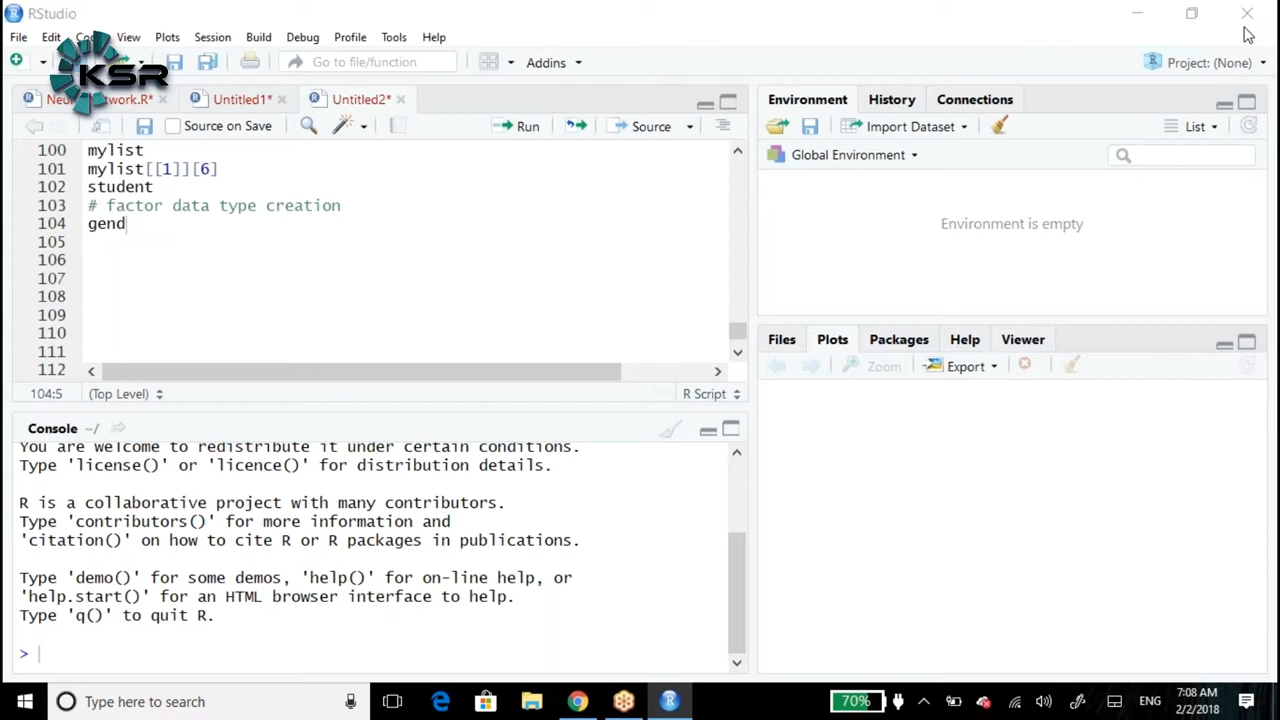 RStudio
File Edit Co View Plots Session Build Debug Profile Tools Help
KSR
Go to file/function
Addins
Project: (None)
Neu work.R* Untitled1* Untitled2*
Source on Save
Run
Source
100 mylist
101 mylist[[1]][6]
102 student
103 # factor data type creation
104 gend
105
106
107
108
109
110
111
112
104:5 (Top Level) R Script
Console ~/
You are welcome to redistribute it under certain conditions.
Type 'license()' or 'licence()' for distribution details.
R is a collaborative project with many contributors.
Type 'contributors()' for more information and
'citation()' on how to cite R or R packages in publications.
Type 'demo()' for some demos, 'help()' for on-line help, or
'help.start()' for an HTML browser interface to help.
Type 'q()' to quit R.
>
Environment History Connections
Import Dataset
List
Global Environment
Environment is empty
Files Plots Packages Help Viewer
Zoom Export
Type here to search
70%
ENG
7:08 AM
2/2/2018